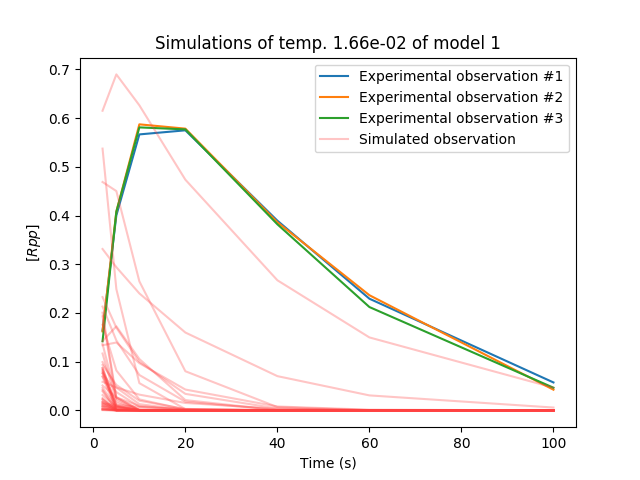 Simulations of temp. 1.66e-02 of model 1
0.7
0.6
0.5
0.4
0.3
0.2
0.1
0.0
[Rpp]
Experimental observation #1
Experimental observation #2
Experimental observation #3
Simulated observation
0 20 40 60 80 100
Time (s)